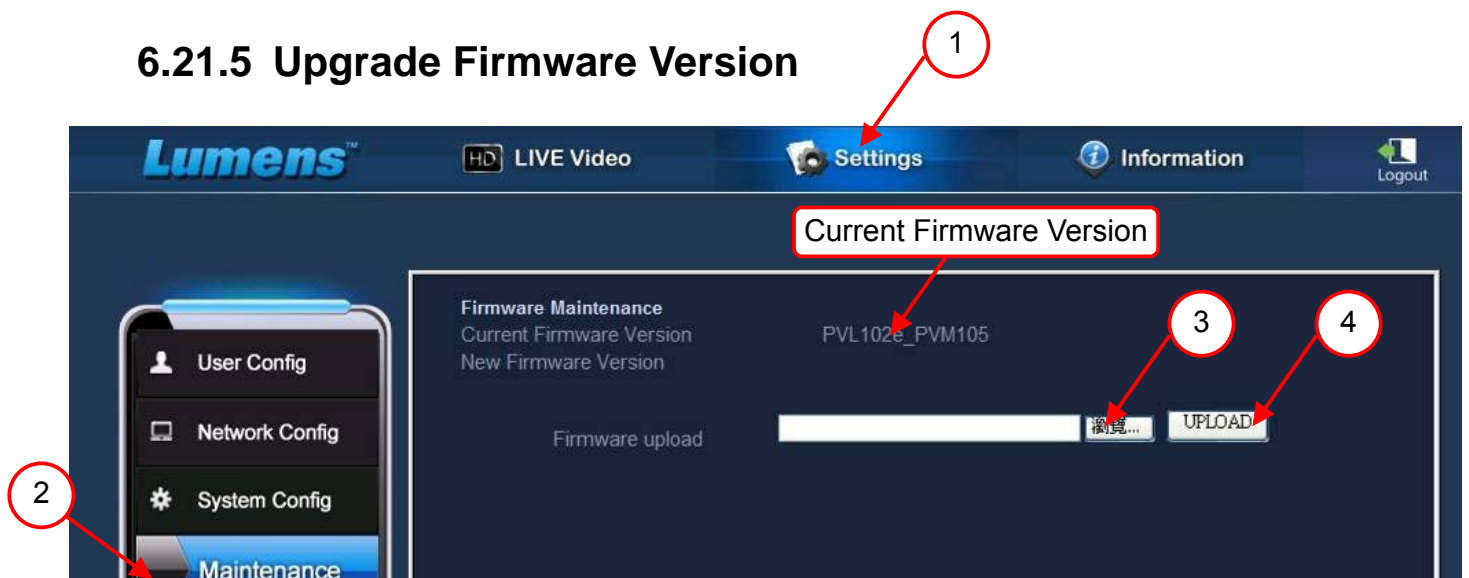 6.21.5 Upgrade Firmware Version
1
Lumens™
HD LIVE Video
Settings
Information
Logout
Current Firmware Version
Firmware Maintenance
Current Firmware Version PVL102e_PVM105
New Firmware Version
3
4
User Config
Network Config
Firmware upload
瀏覽...
UPLOAD
2
System Config
Maintenance